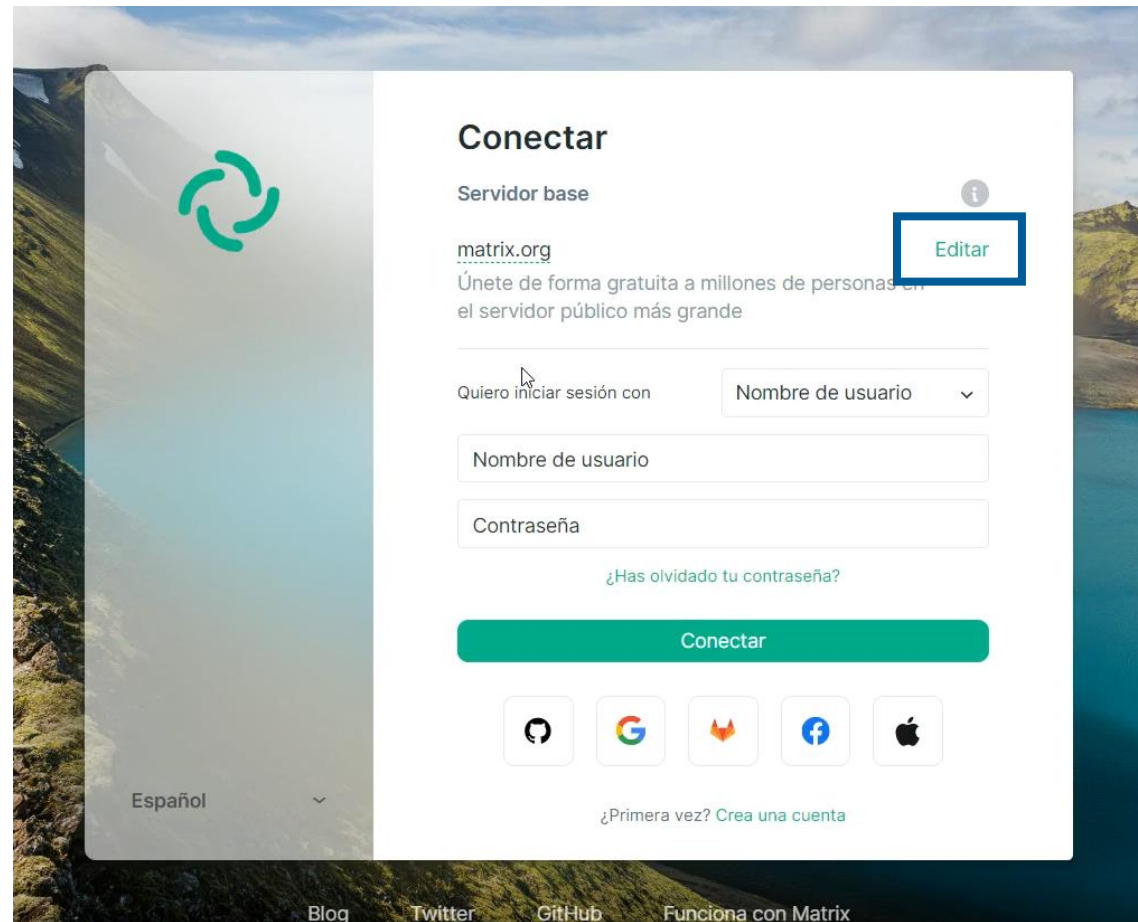 Conectar
Servidor base
matrix.org
Editar
Únete de forma gratuita a millones de personas en
el servidor público más grande
Quiero iniciar sesión con
Nombre de usuario
Nombre de usuario
Contraseña
¿Has olvidado tu contraseña?
Conectar
Español
¿Primera vez? Crea una cuenta
Blog Twitter GitHub Funciona con Matrix